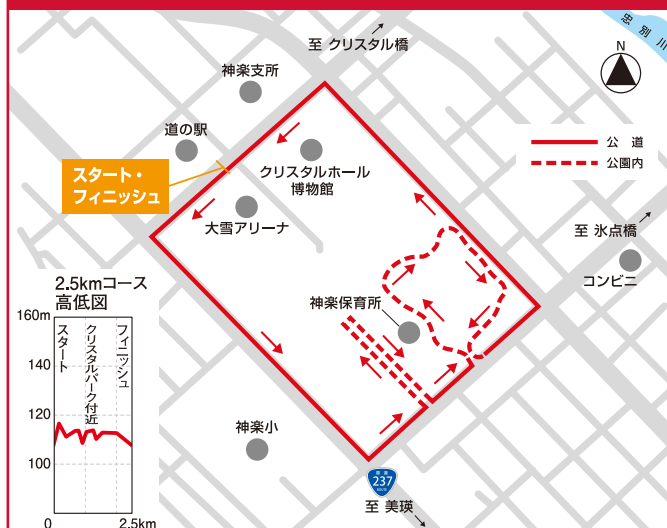 忠別川
至 クリスタル橋
N
神楽支所
道の駅
公 道
公園内
スタート・
フィニッシュ
クリスタルホール
博物館
大雪アリーナ
至 氷点橋
コンビニ
2.5kmコース
高低図
神楽保育所
160m
140
120
100
0
2.5km
スタート
クリスタルパーク付近
フィニッシュ
神楽小
237
至 美瑛